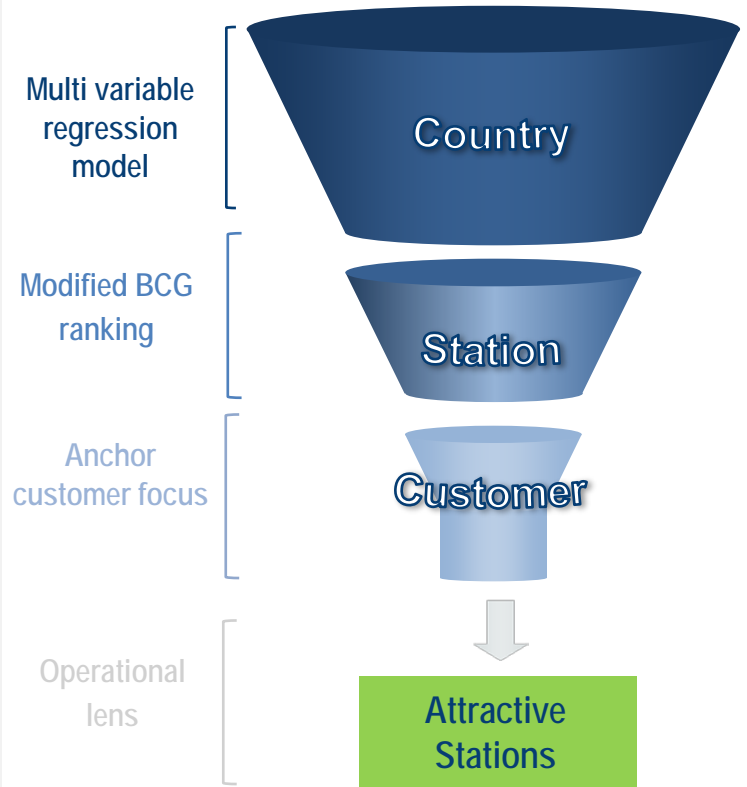 Multi variable
regression
model
Country
Modified BCG
ranking
Station
Anchor
customer focus
Customer
Operational
lens
Attractive
Stations